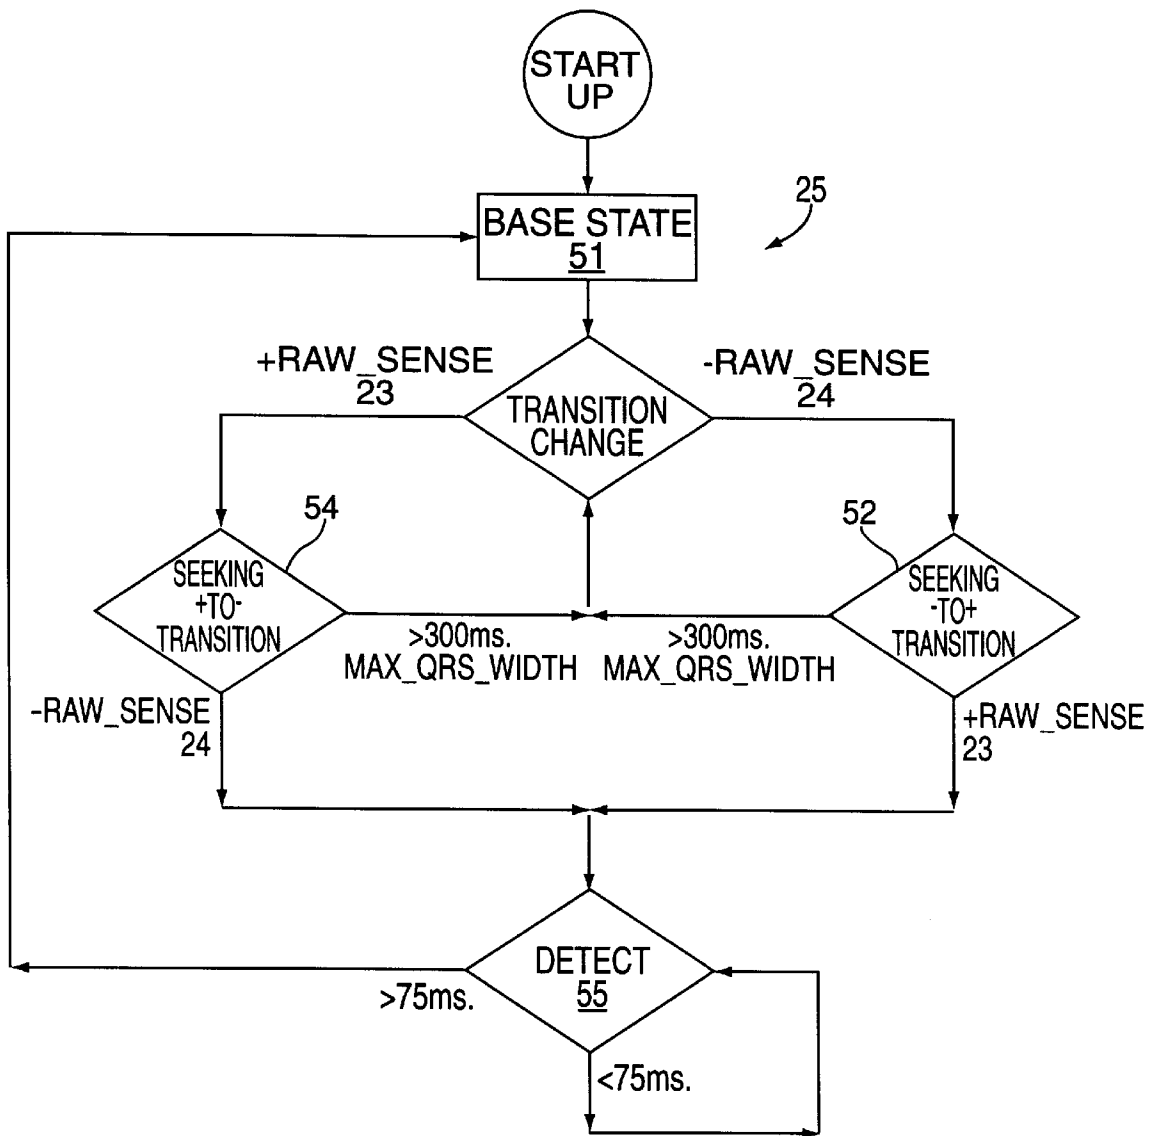 START
UP
25
BASE STATE
51
+RAW_SENSE
23
-RAW_SENSE
24
TRANSITION
CHANGE
54
52
SEEKING
+TO-
TRANSITION
SEEKING
-TO+
TRANSITION
>300ms.
MAX_QRS_WIDTH
>300ms.
MAX_QRS_WIDTH
-RAW_SENSE
24
+RAW_SENSE
23
DETECT
55
>75ms.
<75ms.